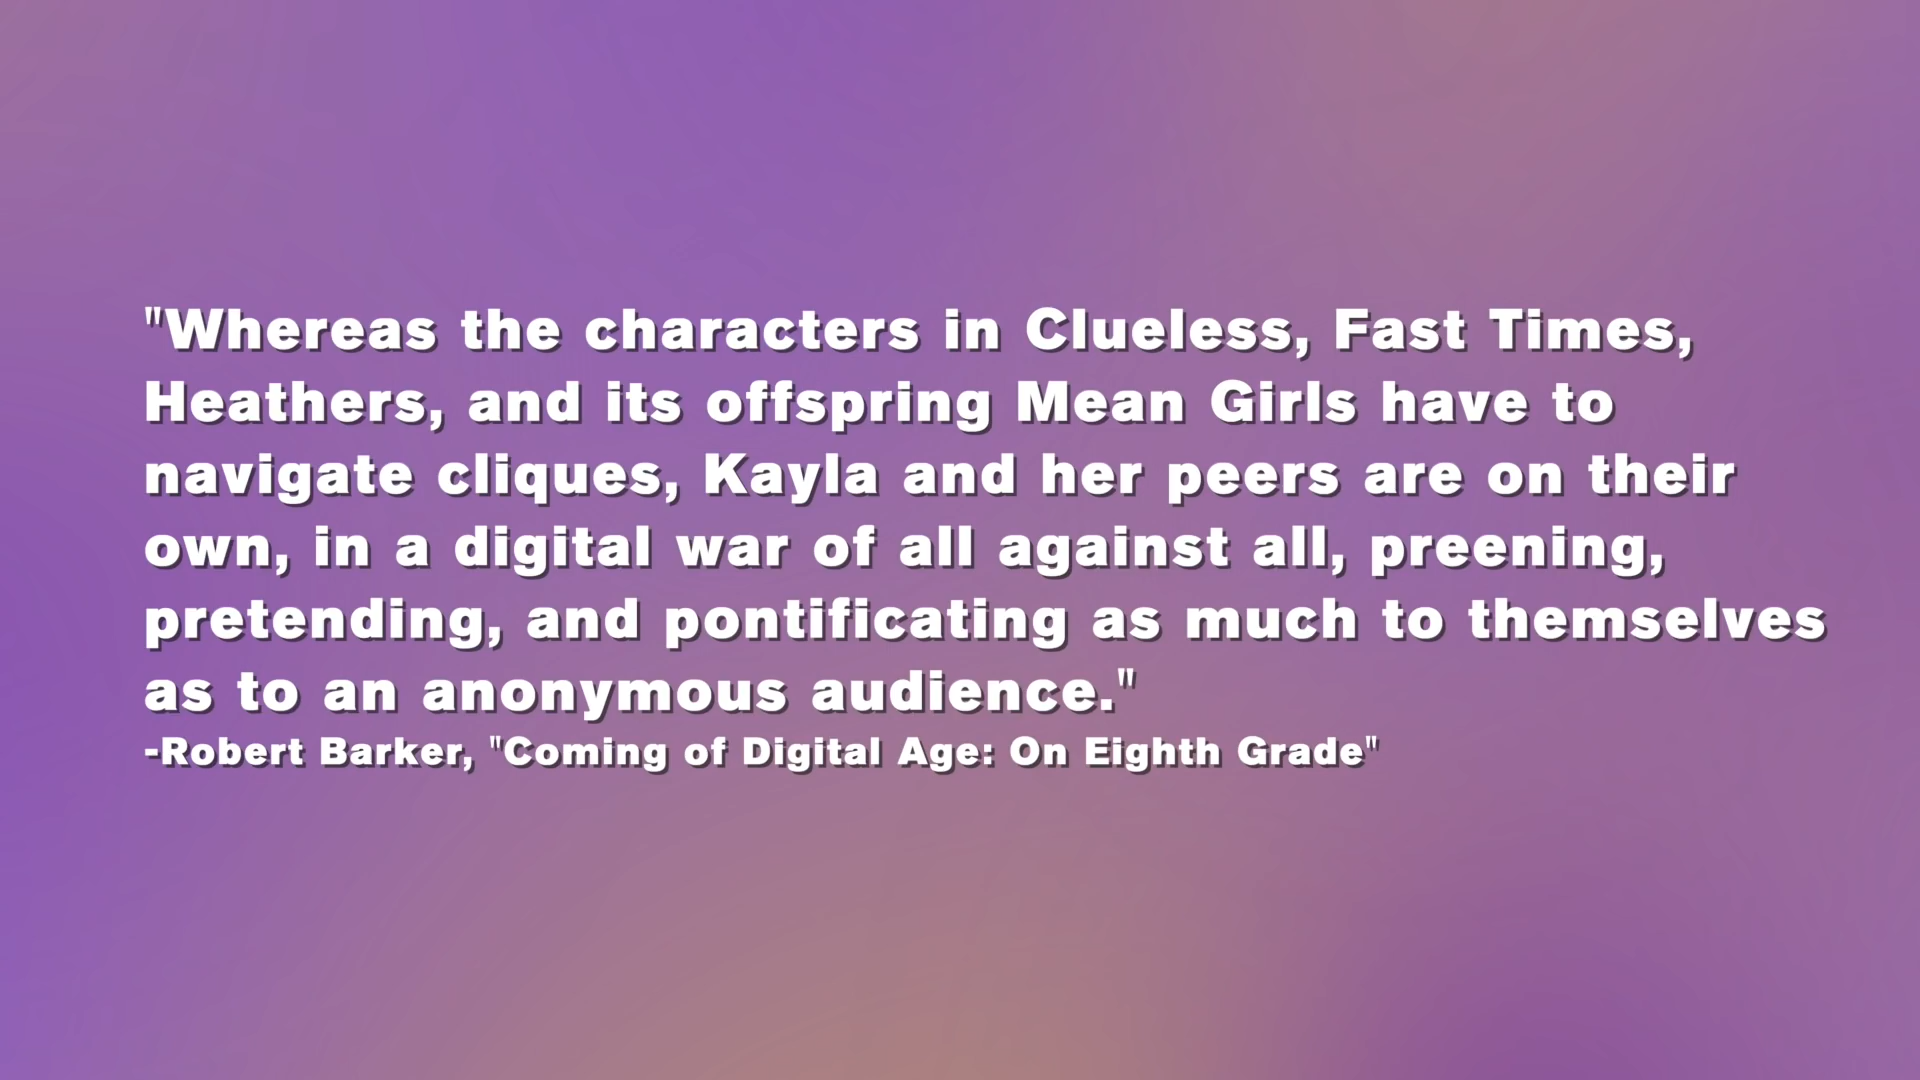 "Whereas the characters in Clueless, Fast Times,
Heathers, and its offspring Mean Girls have to
navigate cliques, Kayla and her peers are on their
own, in a digital war of all against all, preening,
pretending, and pontificating as much to themselves
as to an anonymous audience."
-Robert Barker, "Coming of Digital Age: On Eighth Grade"